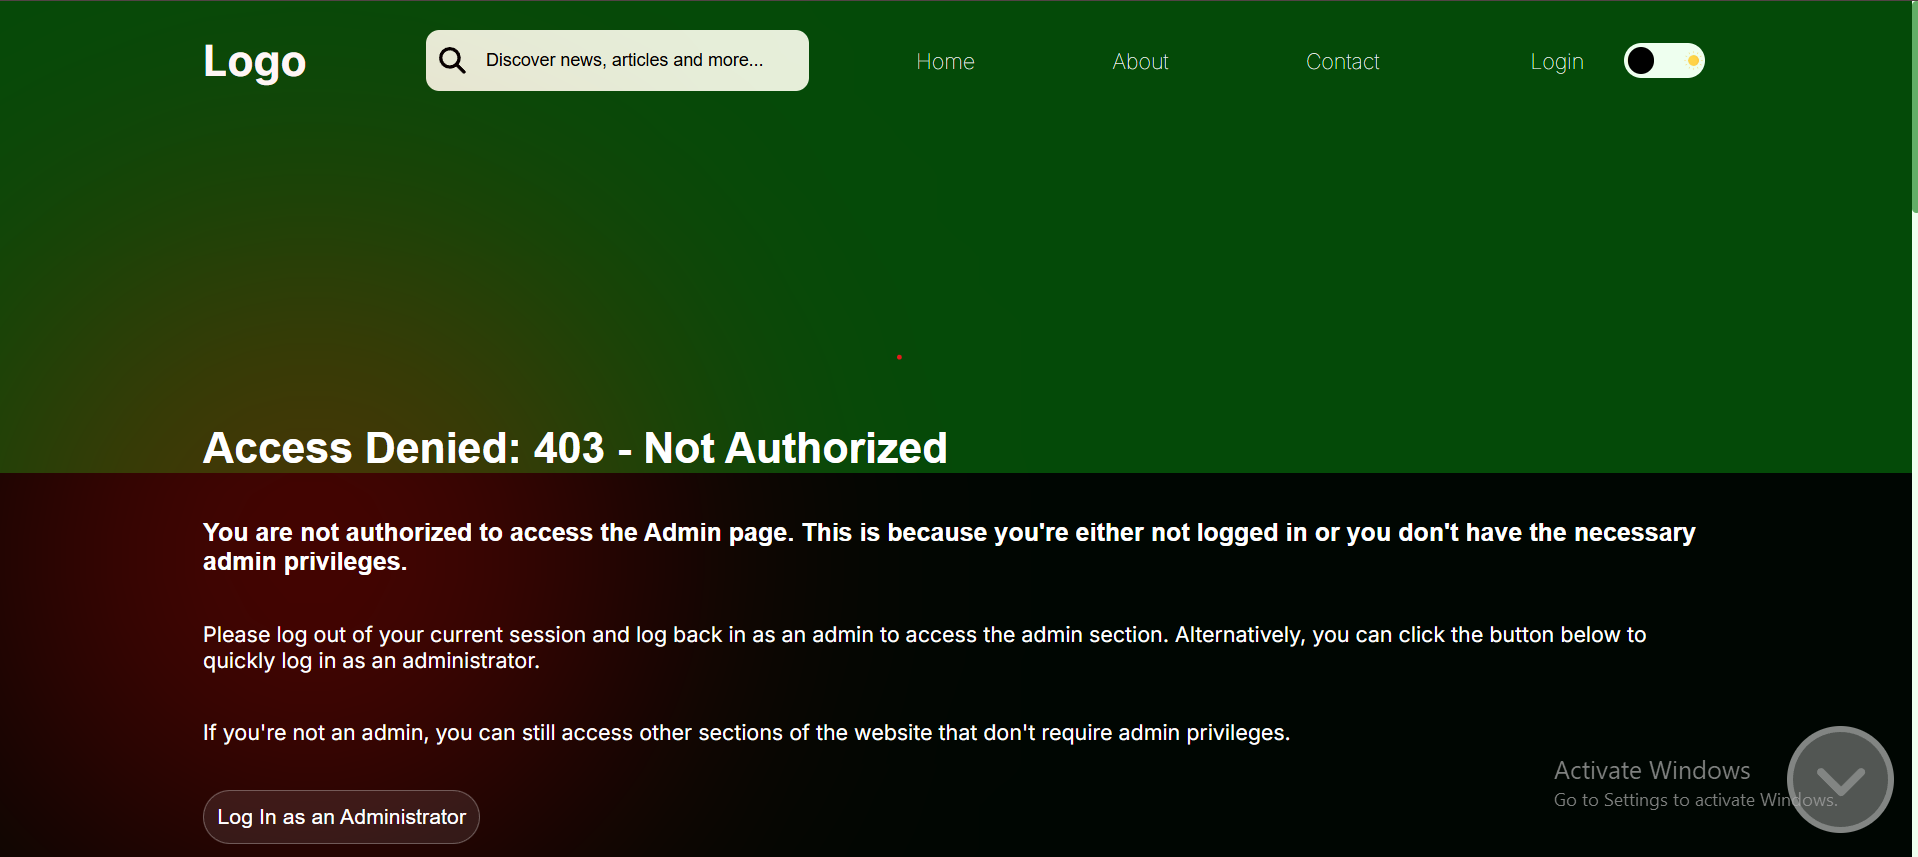 Logo
Discover news, articles and more...
Home
About
Contact
Login
Access Denied: 403 - Not Authorized
You are not authorized to access the Admin page. This is because you're either not logged in or you don't have the necessary
admin privileges.
Please log out of your current session and log back in as an admin to access the admin section. Alternatively, you can click the button below to
quickly log in as an administrator.
If you're not an admin, you can still access other sections of the website that don't require admin privileges.
Activate Windows
Go to Settings to activate Windows.
Log In as an Administrator